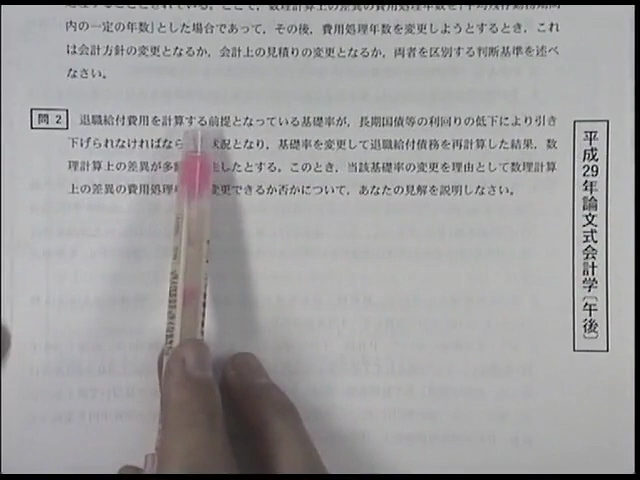 内の一定の年数」とした場合であって，その後，費用処理年数を変更しようとするとき，これ
は会計方針の変更となるか，会計上の見積りの変更となるか，両者を区別する判断基準を述べ
なさい。
問 2 退職給付費用を計算する前提となっている基礎率が，長期国債等の利回りの低下により引き
下げられなければなら 状況となり，基礎率を変更して退職給付債務を再計算した結果，数
理計算上の差異が多 したとする。このとき，当該基礎率の変更を理由として数理計算
上の差異の費用処理 変更できるか否かについて，あなたの見解を説明しなさい。
平成29年論文式会計学〔午後〕